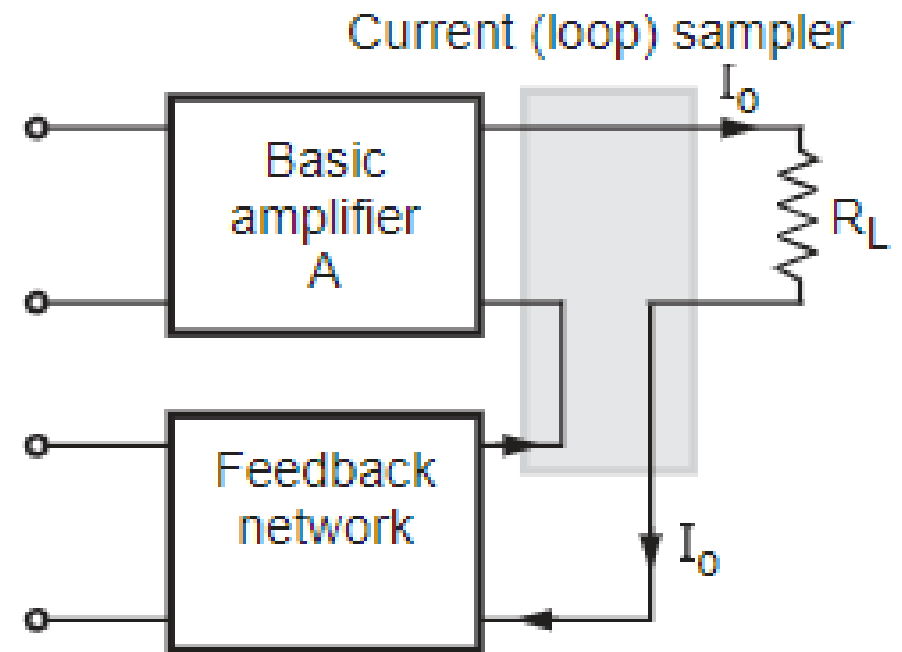 Current (loop) sampler
Io
Basic
amplifier
A
RL
Feedback
network
Io